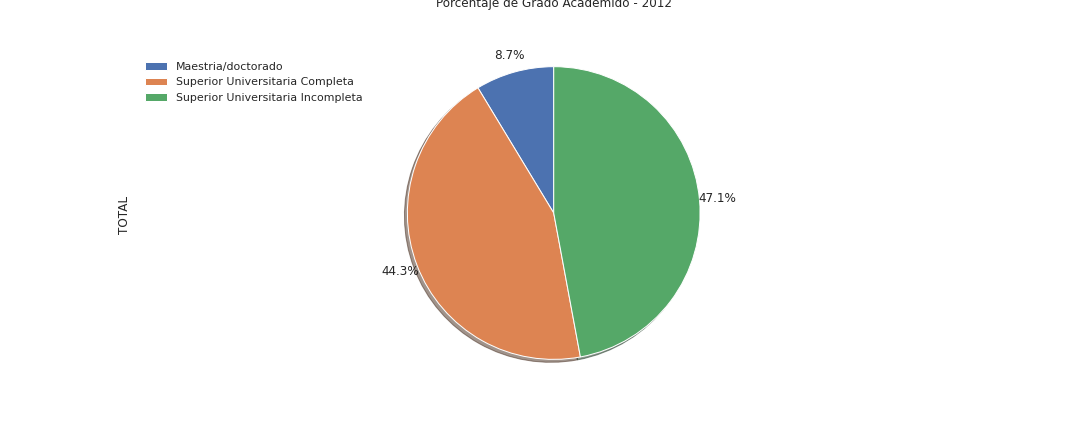 Porcentaje de Grado Academido - 2012
8.7%
Maestria/doctorado
Superior Universitaria Completa
Superior Universitaria Incompleta
47.1%
TOTAL
44.3%